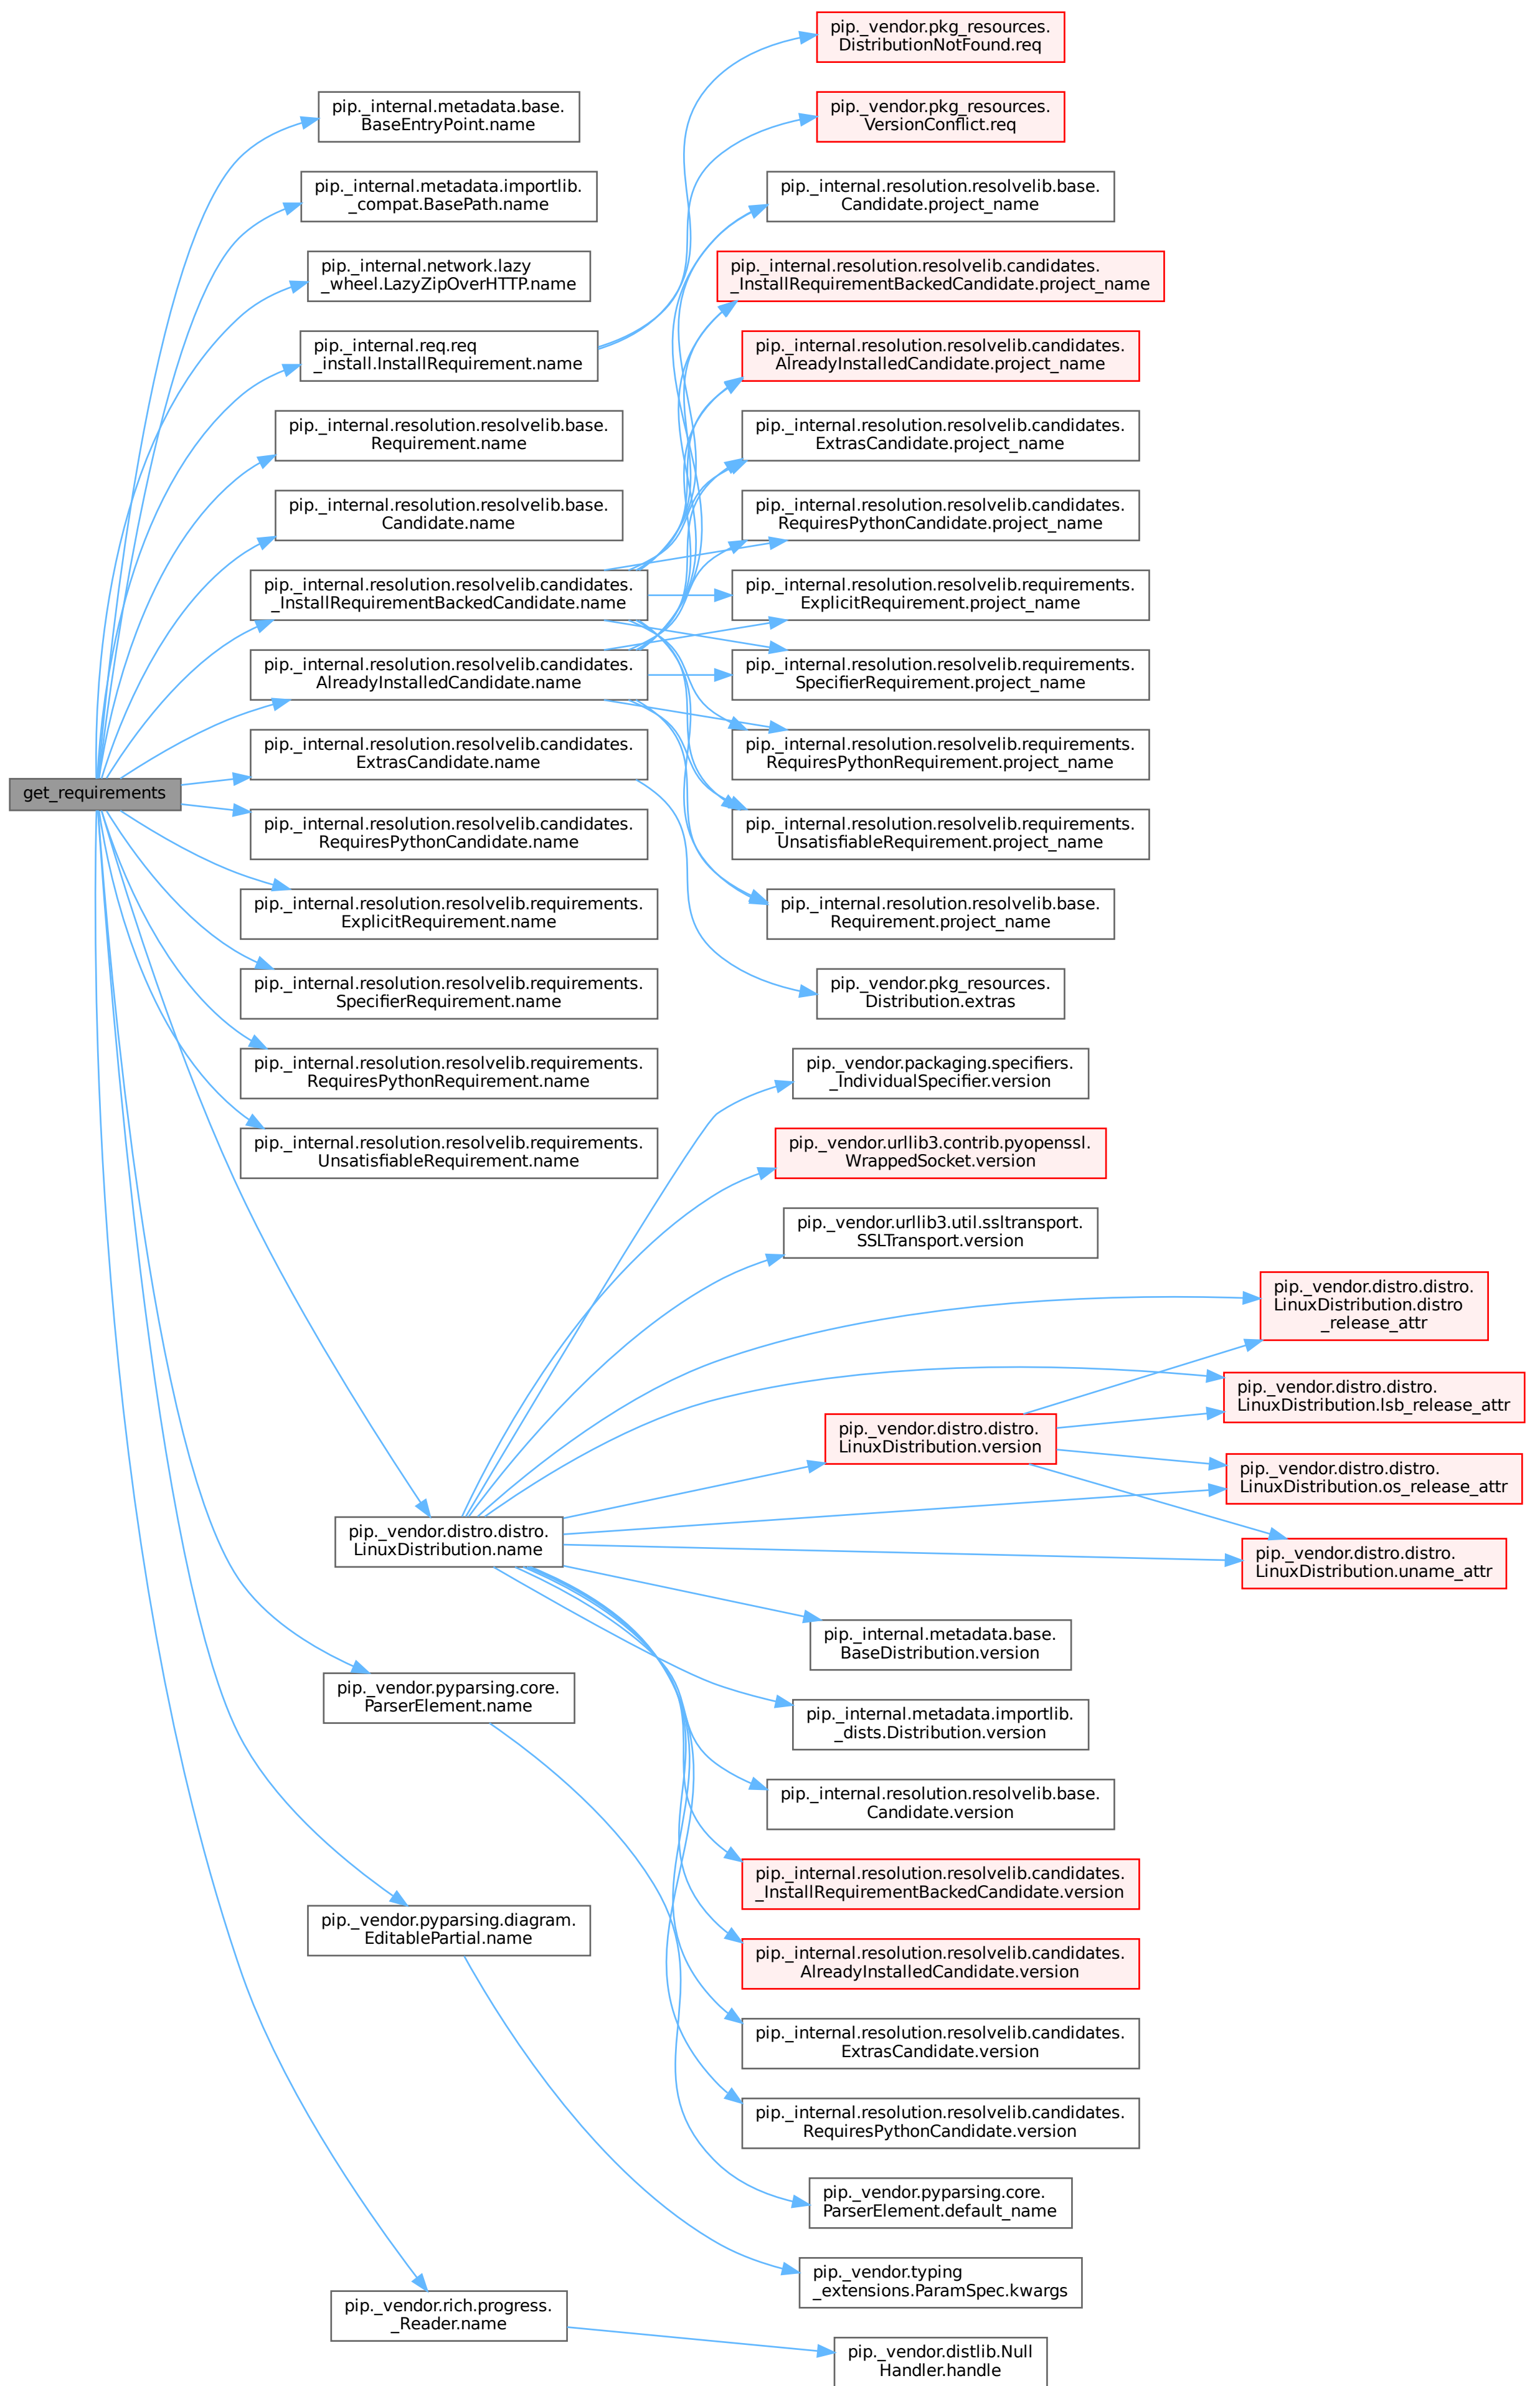 get_requirements
pip._internal.metadata.base.
BaseEntryPoint.name
pip._internal.metadata.importlib.
_compat.BasePath.name
pip._internal.network.lazy
_wheel.LazyZipOverHTTP.name
pip._internal.req.req
_install.InstallRequirement.name
pip._internal.resolution.resolvelib.base.
Requirement.name
pip._internal.resolution.resolvelib.base.
Candidate.name
pip._internal.resolution.resolvelib.candidates.
_InstallRequirementBackedCandidate.name
pip._internal.resolution.resolvelib.candidates.
AlreadyInstalledCandidate.name
pip._internal.resolution.resolvelib.candidates.
ExtrasCandidate.name
pip._internal.resolution.resolvelib.candidates.
RequiresPythonCandidate.name
pip._internal.resolution.resolvelib.requirements.
ExplicitRequirement.name
pip._internal.resolution.resolvelib.requirements.
SpecifierRequirement.name
pip._internal.resolution.resolvelib.requirements.
RequiresPythonRequirement.name
pip._internal.resolution.resolvelib.requirements.
UnsatisfiableRequirement.name
pip._vendor.distro.distro.
LinuxDistribution.name
pip._vendor.pyparsing.core.
ParserElement.name
pip._vendor.pyparsing.diagram.
EditablePartial.name
pip._vendor.rich.progress.
_Reader.name
pip._vendor.pkg_resources.
DistributionNotFound.req
pip._vendor.pkg_resources.
VersionConflict.req
pip._internal.resolution.resolvelib.base.
Candidate.project_name
pip._internal.resolution.resolvelib.candidates.
_InstallRequirementBackedCandidate.project_name
pip._internal.resolution.resolvelib.candidates.
AlreadyInstalledCandidate.project_name
pip._internal.resolution.resolvelib.candidates.
ExtrasCandidate.project_name
pip._internal.resolution.resolvelib.candidates.
RequiresPythonCandidate.project_name
pip._internal.resolution.resolvelib.requirements.
ExplicitRequirement.project_name
pip._internal.resolution.resolvelib.requirements.
SpecifierRequirement.project_name
pip._internal.resolution.resolvelib.requirements.
RequiresPythonRequirement.project_name
pip._internal.resolution.resolvelib.requirements.
UnsatisfiableRequirement.project_name
pip._internal.resolution.resolvelib.base.
Requirement.project_name
pip._vendor.pkg_resources.
Distribution.extras
pip._vendor.packaging.specifiers.
_IndividualSpecifier.version
pip._vendor.urllib3.contrib.pyopenssl.
WrappedSocket.version
pip._vendor.urllib3.util.ssltransport.
SSLTransport.version
pip._vendor.distro.distro.
LinuxDistribution.version
pip._internal.metadata.base.
BaseDistribution.version
pip._internal.metadata.importlib.
_dists.Distribution.version
pip._internal.resolution.resolvelib.base.
Candidate.version
pip._internal.resolution.resolvelib.candidates.
_InstallRequirementBackedCandidate.version
pip._internal.resolution.resolvelib.candidates.
AlreadyInstalledCandidate.version
pip._internal.resolution.resolvelib.candidates.
ExtrasCandidate.version
pip._internal.resolution.resolvelib.candidates.
RequiresPythonCandidate.version
pip._vendor.pyparsing.core.
ParserElement.default_name
pip._vendor.typing
_extensions.ParamSpec.kwargs
pip._vendor.distlib.Null
Handler.handle
pip._vendor.distro.distro.
LinuxDistribution.distro
_release_attr
pip._vendor.distro.distro.
LinuxDistribution.lsb_release_attr
pip._vendor.distro.distro.
LinuxDistribution.os_release_attr
pip._vendor.distro.distro.
LinuxDistribution.uname_attr